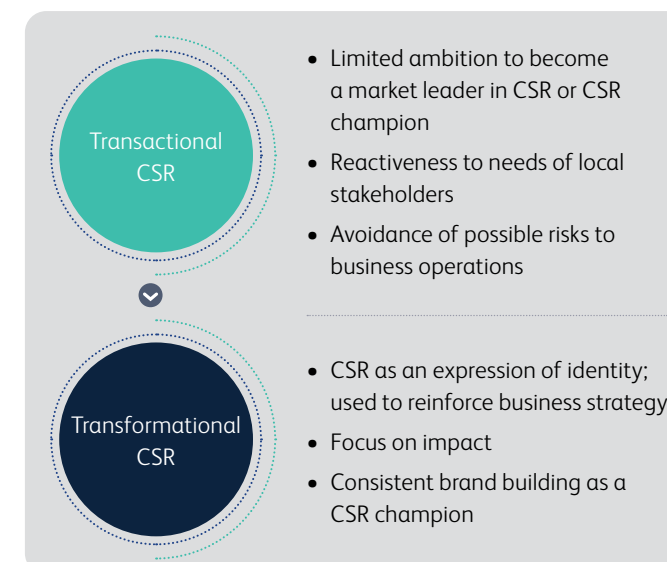 Transactional
CSR
• Limited ambition to become
a market leader in CSR or CSR
champion
• Reactiveness to needs of local
stakeholders
• Avoidance of possible risks to
business operations
Transformational
CSR
• CSR as an expression of identity;
used to reinforce business strategy
• Focus on impact
• Consistent brand building as a
CSR champion